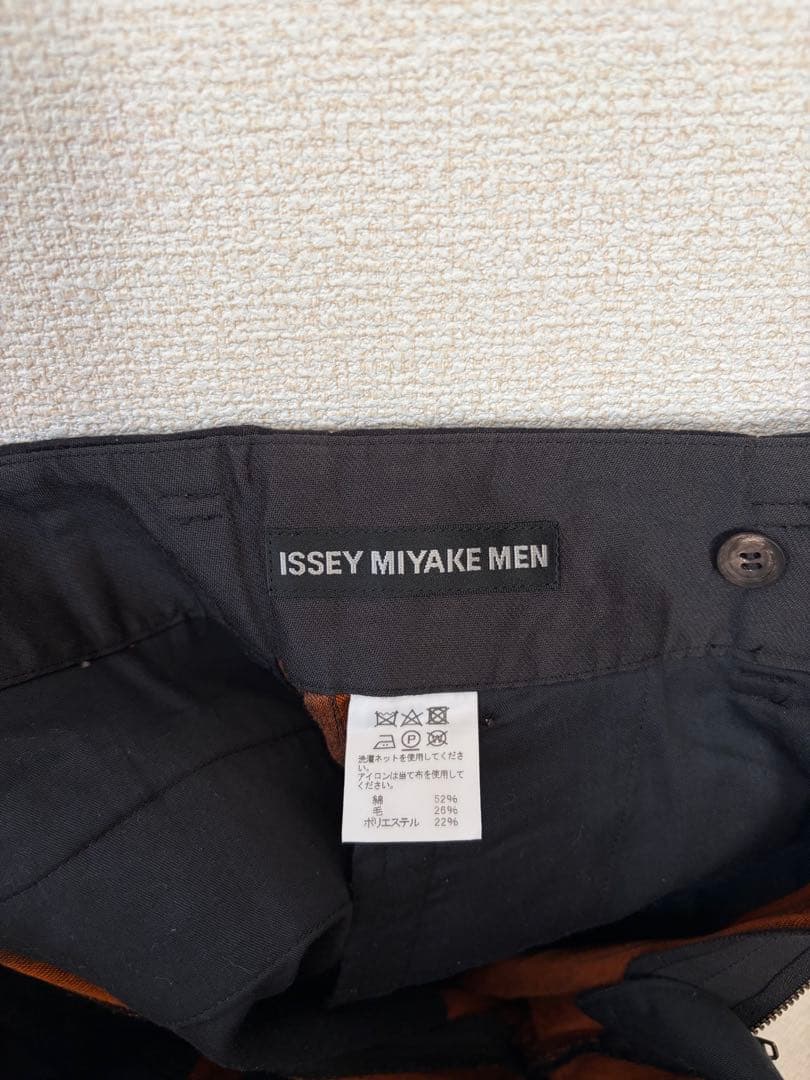 ISSEY MIYAKE MEN
P W
洗濯ネットを使用してくださ
い。
アイロンは当て布を使用して
ください。
綿 52%
毛 26%
ポリエステル 22%